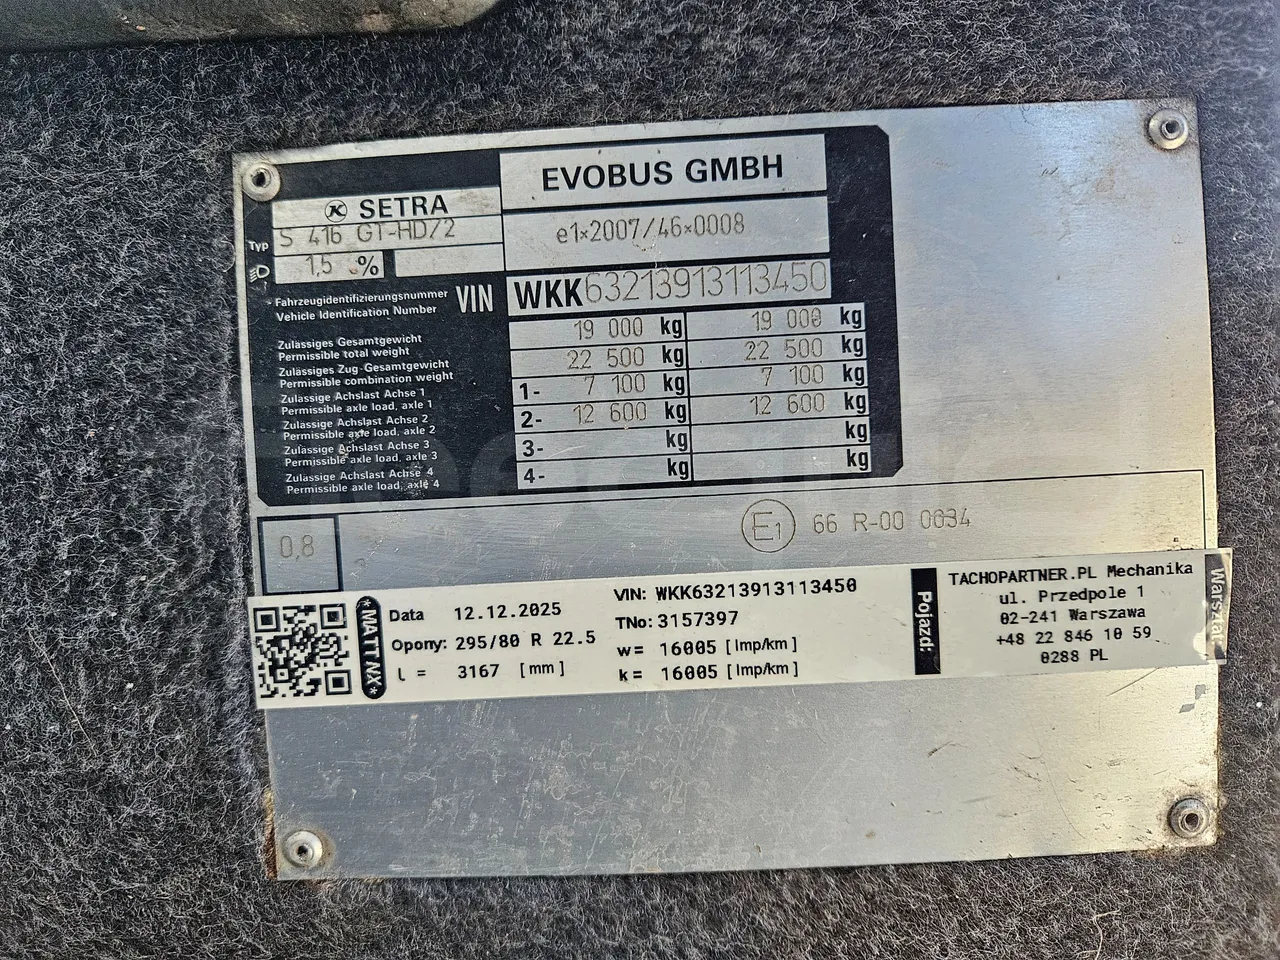 EVOBUS GMBH
SETRA
Typ S 416 GT-HD/2
e1*2007/46*0008
1,5 %
Fahrzeugidentifizierungsnummer
Vehicle Identification Number
VIN WKK63213913113450
Zulässiges Gesamtgewicht
Permissible total weight
19 000 kg 19 000 kg
Zulässiges Zug-Gesamtgewicht
Permissible combination weight
22 500 kg 22 500 kg
Zulässige Achslast Achse 1
Permissible axle load, axle 1
1- 7 100 kg 7 100 kg
Zulässige Achslast Achse 2
Permissible axle load, axle 2
2- 12 600 kg 12 600 kg
Zulässige Achslast Achse 3
Permissible axle load, axle 3
3- kg kg
Zulässige Achslast Achse 4
Permissible axle load, axle 4
4- kg kg
0,8
E1 66 R-00 0634
*MATT NX*
Data 12.12.2025
Opony: 295/80 R 22.5
l = 3167 [mm]
VIN: WKK63213913113450
TNo: 3157397
w= 16005 [Imp/km]
k= 16005 [Imp/km]
Pojazd:
TACHOPARTNER.PL Mechanika
ul. Przedpole 1
02-241 Warszawa
+48 22 846 10 59
0288 PL
Warsztat